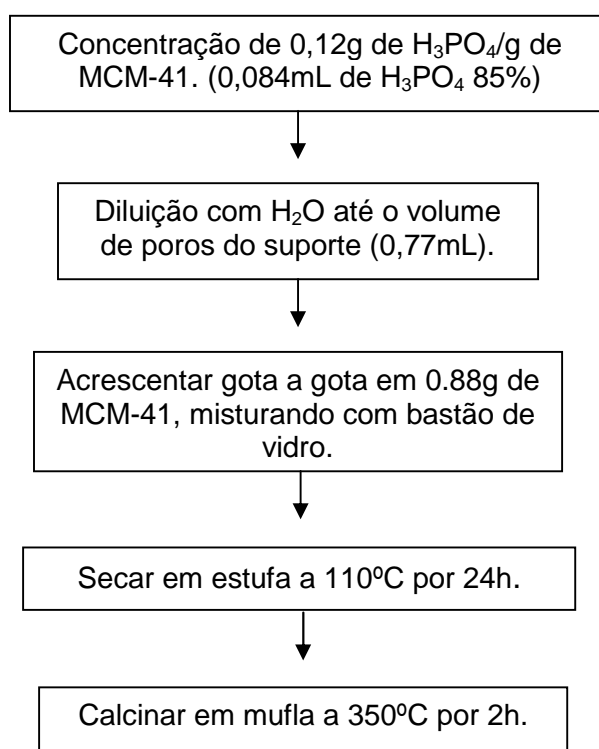 Concentração de 0,12g de H₃PO₄/g de
MCM-41. (0,084mL de H₃PO₄ 85%)
Diluição com H₂O até o volume
de poros do suporte (0,77mL).
Acrescentar gota a gota em 0.88g de
MCM-41, misturando com bastão de
vidro.
Secar em estufa a 110ºC por 24h.
Calcinar em mufla a 350ºC por 2h.